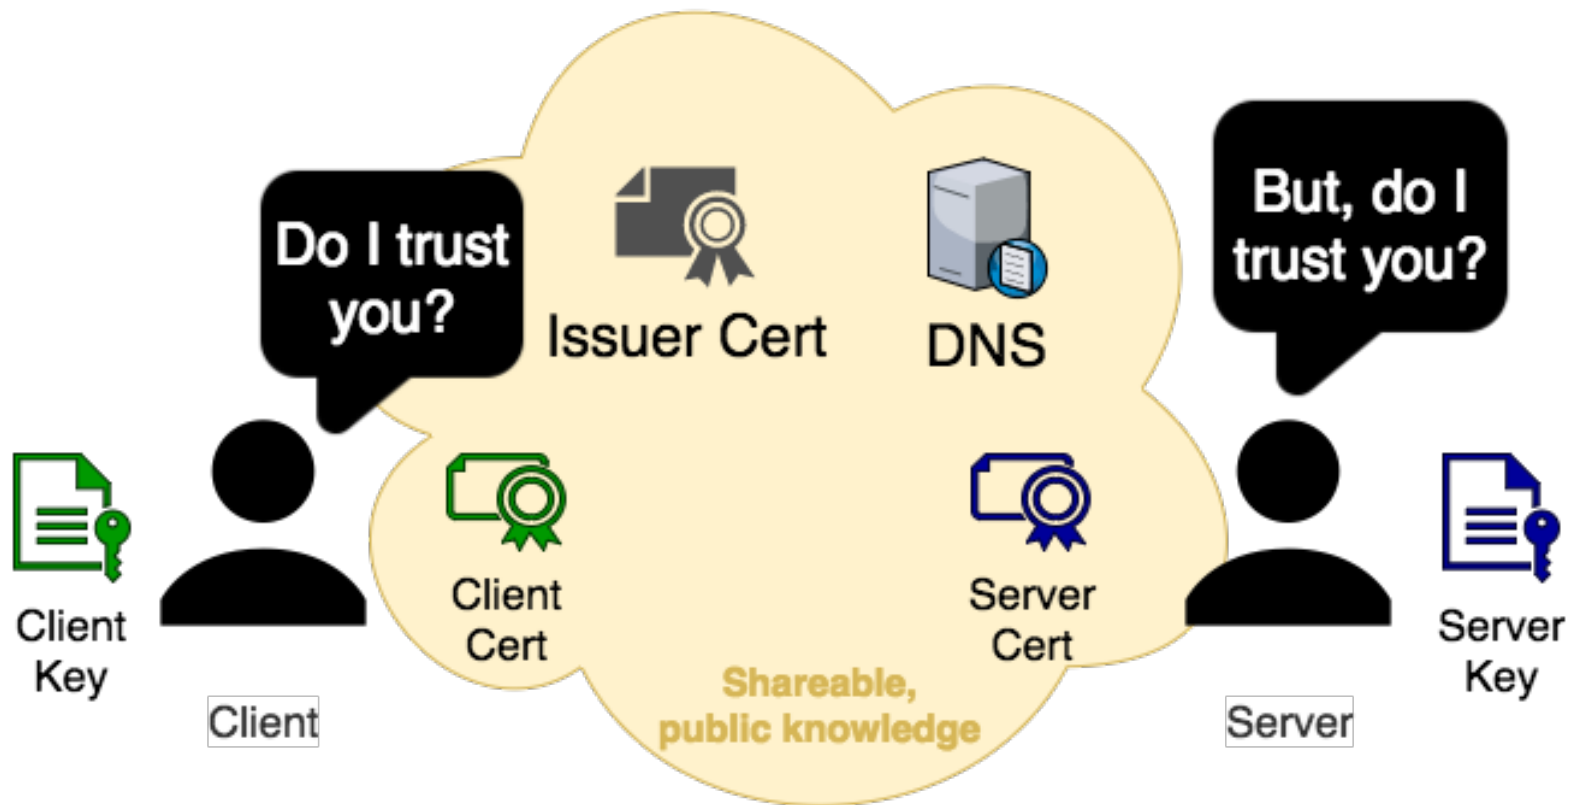 Do I trust
you?
Issuer Cert
DNS
But, do I
trust you?
Client
Key
Client
Client
Cert
Server
Cert
Shareable,
public knowledge
Server
Server
Key